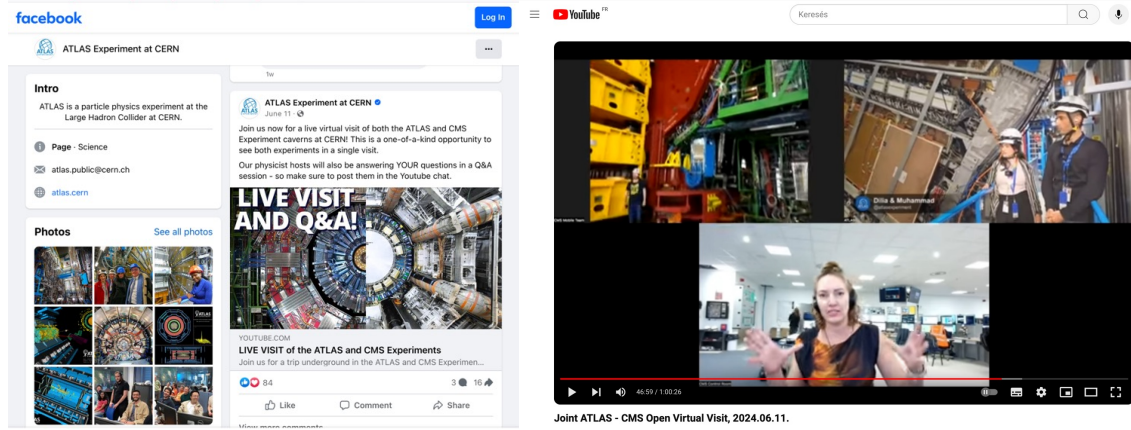 facebook
Log In
ATLAS Experiment at CERN
Intro
ATLAS is a particle physics experiment at the
Large Hadron Collider at CERN.
Page · Science
atlas.public@cern.ch
atlas.cern
Photos
See all photos
1w
ATLAS Experiment at CERN
June 11 ·
Join us now for a live virtual visit of both the ATLAS and CMS
Experiment caverns at CERN! This is a one-of-a-kind opportunity to
see both experiments in a single visit.
Our physicist hosts will also be answering YOUR questions in a Q&A
session - so make sure to post them in the Youtube chat.
LIVE VISIT
AND Q&A!
YOUTUBE.COM
LIVE VISIT of the ATLAS and CMS Experiments
Join us for a trip underground in the ATLAS and CMS Experimen...
84
3
16
Like
Comment
Share
View more comments
YouTube FR
Keresés
Dilia & Muhammad
46:59 / 1:00:26
Joint ATLAS - CMS Open Virtual Visit, 2024.06.11.